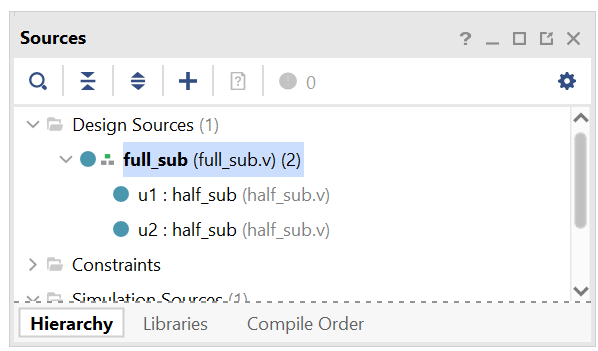 Sources
? 0
Design Sources (1)
full_sub (full_sub.v) (2)
u1 : half_sub (half_sub.v)
u2 : half_sub (half_sub.v)
Constraints
Simulation Sources (1)
Hierarchy Libraries Compile Order